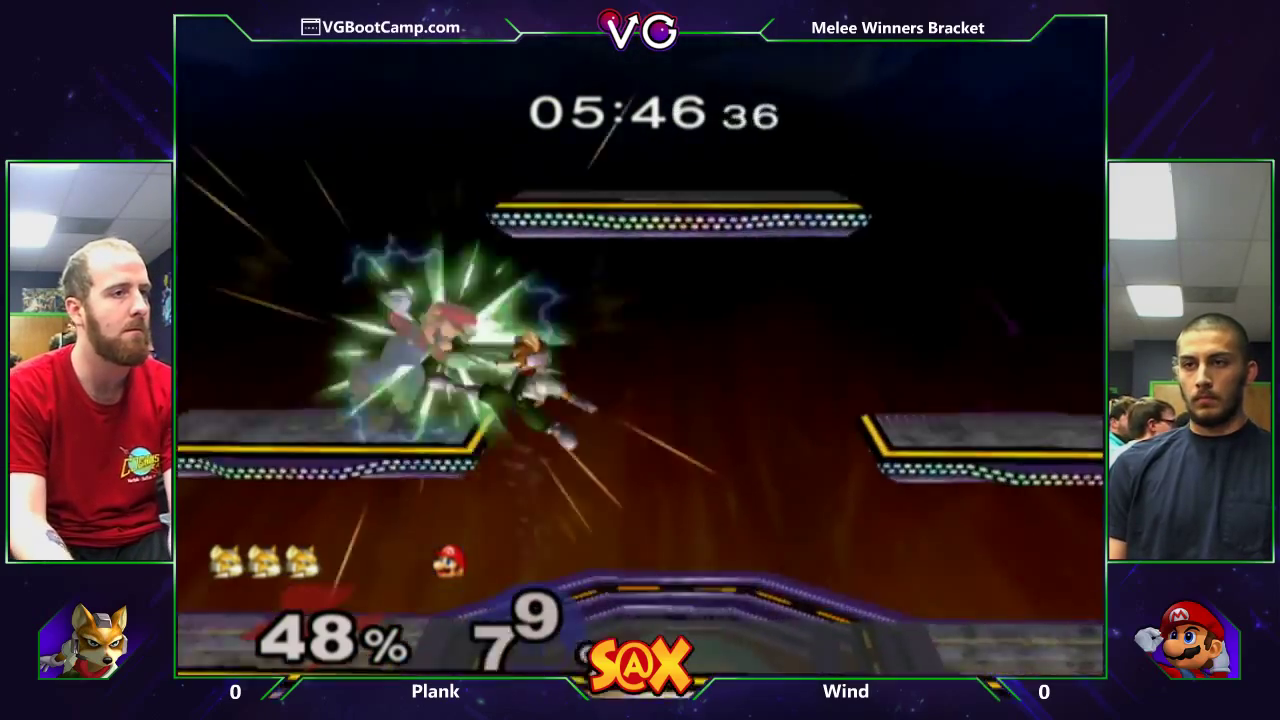 VGBootCamp.com
VG
Melee Winners Bracket
05:46 36
48%
79
S@X
0
Plank
Wind
0